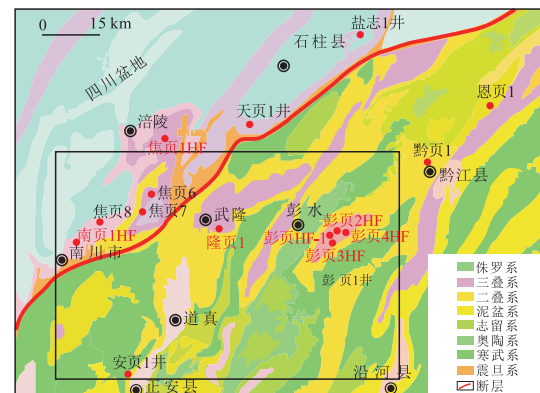 0 15 km
盐志1井
石柱县
四川盆地
恩页1
天页1井
涪陵
焦页1HF
黔页1
黔江县
焦页6
焦页7
焦页8
南页1HF
南川市
武隆
隆页1
彭水
彭页2HF
彭页HF-1
彭页4HF
彭页3HF
彭页1井
道真
安页1井
正安县
沿河县
侏罗系
三叠系
二叠系
泥盆系
志留系
奥陶系
寒武系
震旦系
断层